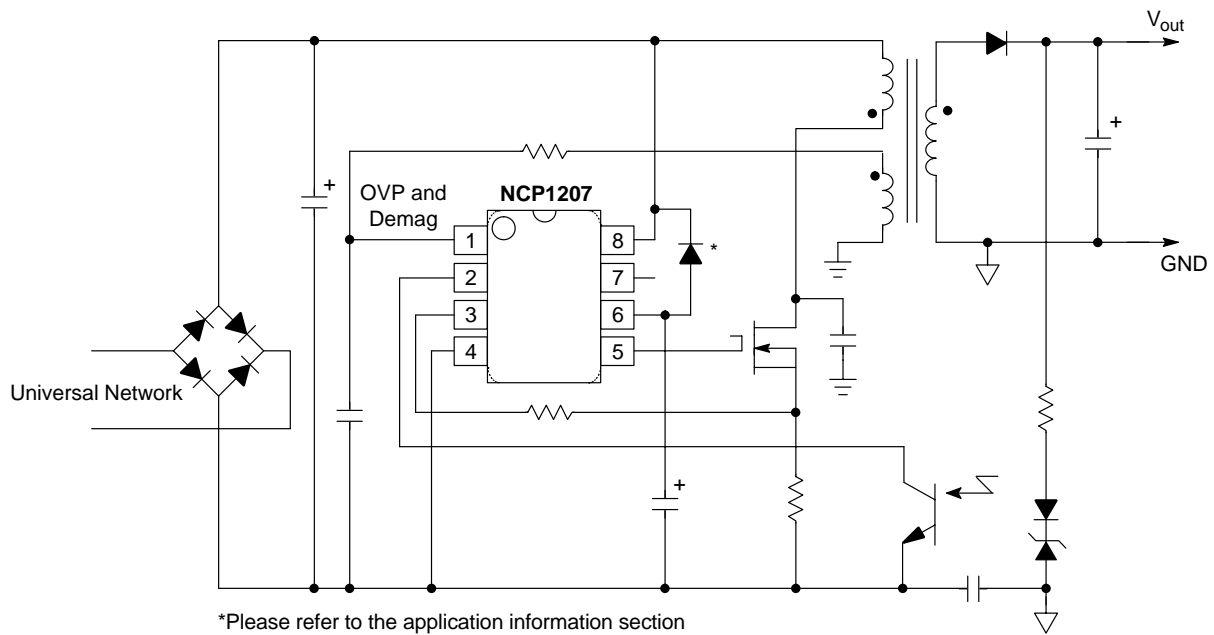 V_out
+
+
OVP and
Demag
NCP1207
1
8
*
2
7
GND
3
6
4
5
Universal Network
+
*Please refer to the application information section